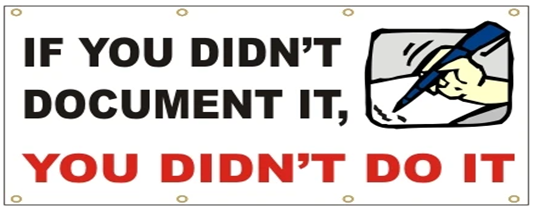 IF YOU DIDN'T
DOCUMENT IT,
YOU DIDN'T DO IT